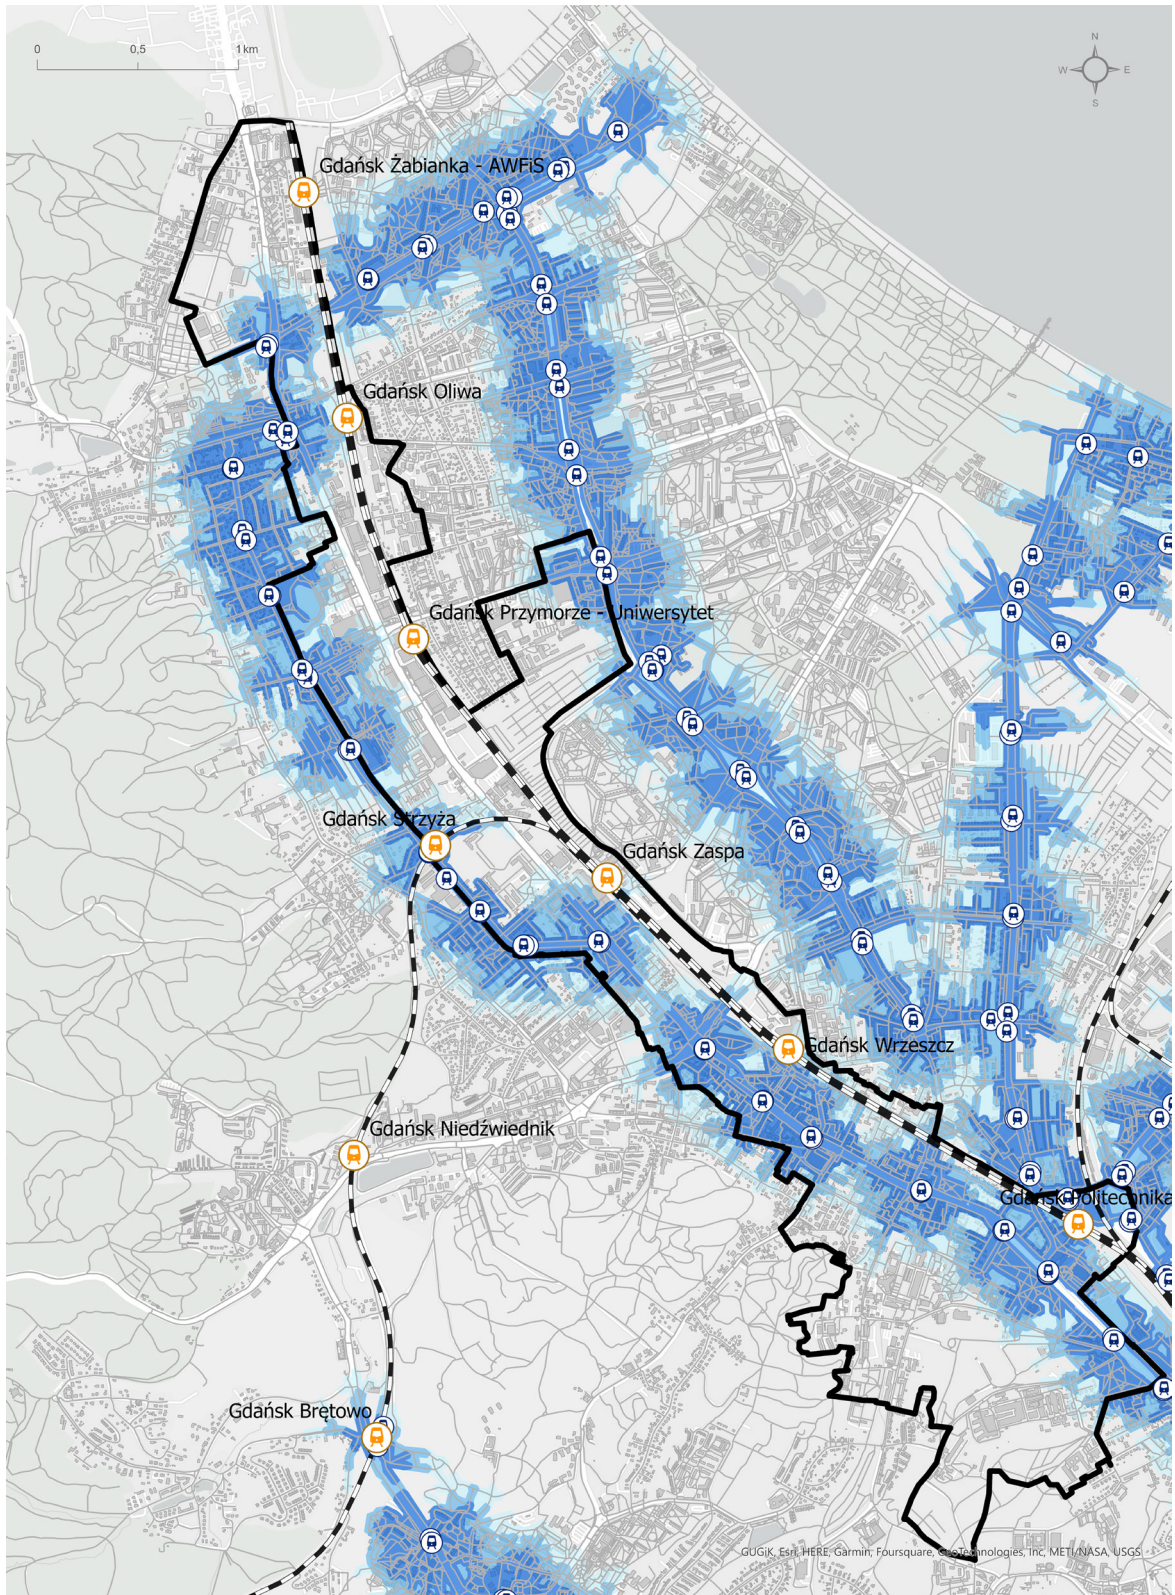 0 0,5 1 km
N
W E
S
Gdańsk Żabianka - AWFiS
Gdańsk Oliwa
Gdańsk Przymorze - Uniwersytet
Gdańsk Strzyża
Gdańsk Zaspa
Gdańsk Wrzeszcz
Gdańsk Niedźwiednik
Gdańsk Politechnika
Gdańsk Brętowo
GUGiK, Esri, HERE, Garmin, Foursquare, GeoTechnologies, Inc, METI/NASA, USGS